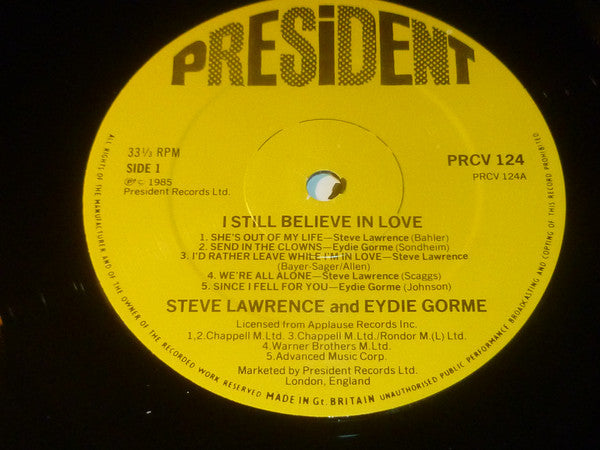 PRESiDENT
33⅓ RPM
SIDE 1
℗© 1985
President Records Ltd.
PRCV 124
PRCV 124A
I STILL BELIEVE IN LOVE
1. SHE'S OUT OF MY LIFE—Steve Lawrence (Bahler)
2. SEND IN THE CLOWNS—Eydie Gorme (Sondheim)
3. I'D RATHER LEAVE WHILE I'M IN LOVE—Steve Lawrence
(Bayer-Sager/Allen)
4. WE'RE ALL ALONE—Steve Lawrence (Scaggs)
5. SINCE I FELL FOR YOU—Eydie Gorme (Johnson)
STEVE LAWRENCE and EYDIE GORME
Licensed from Applause Records Inc.
1,2.Chappell M.Ltd. 3.Chappell M.Ltd./Rondor M.(L) Ltd.
4.Warner Brothers M.Ltd.
5.Advanced Music Corp.
Marketed by President Records Ltd.
London, England
ALL RIGHTS OF THE MANUFACTURER AND OF THE OWNER OF THE RECORDED WORK RESERVED MADE IN Gt. BRITAIN UNAUTHORISED PUBLIC PERFORMANCE BROADCASTING AND COPYING OF THIS RECORD PROHIBITED